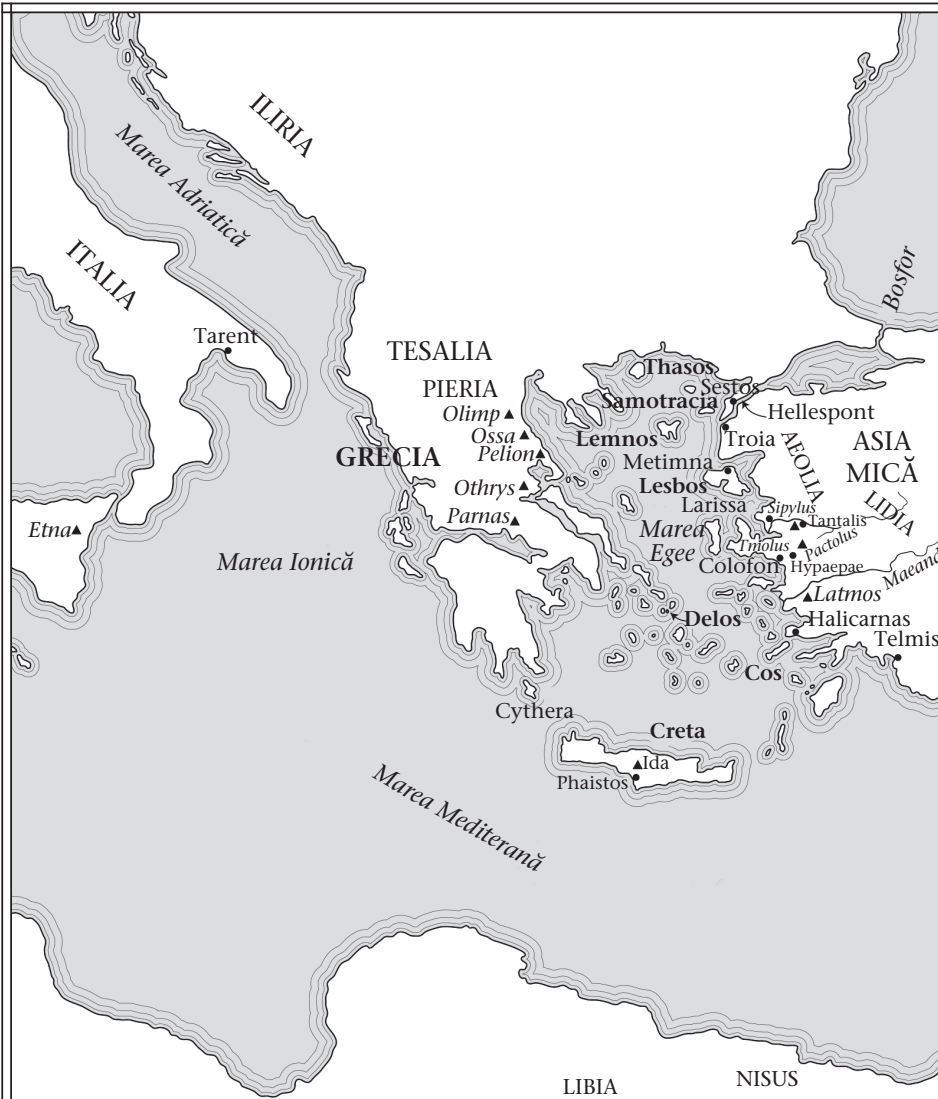 ILIRIA
Marea Adriatică
ITALIA
Bosfor
Tarent
TESALIA
Thasos
PIERIA
Sestos
Samotracia
Olimp
Hellespont
Ossa
Lemnos
Troia
ASIA
MICĂ
GRECIA
Pelion
AEOLIA
Metimna
Othrys
Lesbos
LIDIA
Larissa
Sipylus
Parnas
Tantalis
Etna
Marea
Egee
Tmolus
Pactolus
Marea Ionică
Colofon
Hypaepae
Maeand
Latmos
Delos
Halicarnas
Telmis
Cos
Cythera
Creta
Ida
Phaistos
Marea Mediterană
NISUS
LIBIA